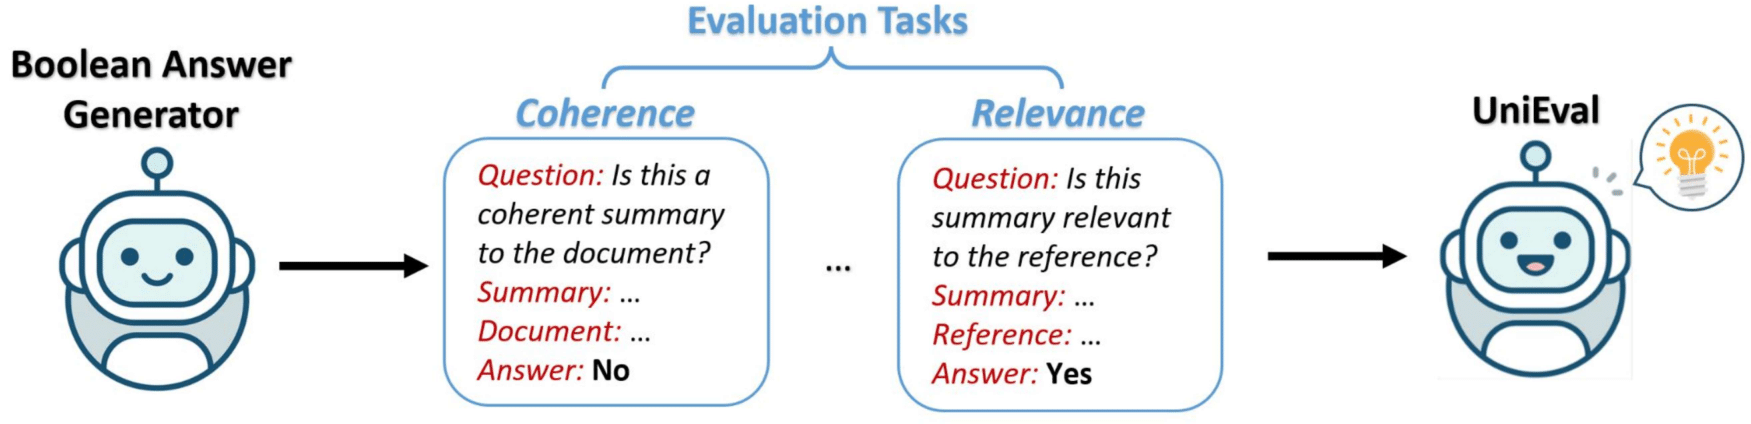 Evaluation Tasks
Boolean Answer
Generator
Coherence
Question: Is this a
coherent summary
to the document?
Summary: ...
Document: ...
Answer: No
...
Relevance
Question: Is this
summary relevant
to the reference?
Summary: ...
Reference: ...
Answer: Yes
UniEval